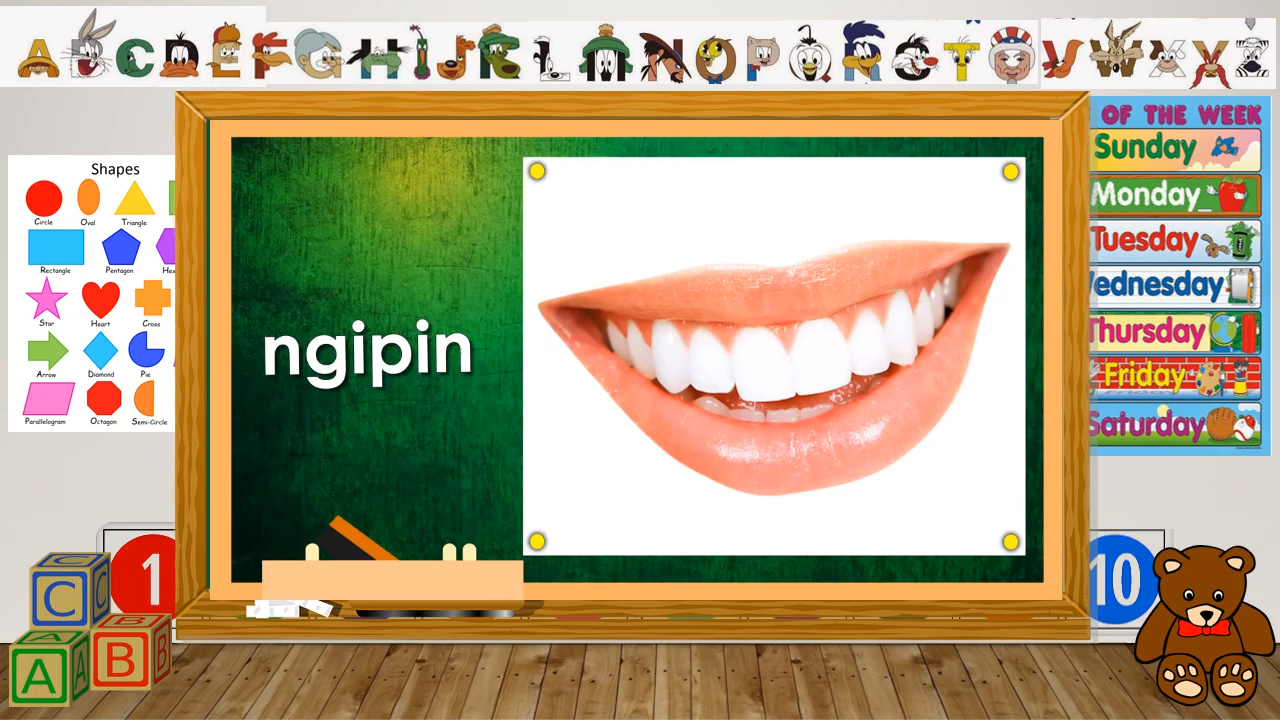 A B C D E F G H I J K L M N O P Q R S T U V W X Y Z
Shapes
Circle Oval Triangle
Rectangle Pentagon Hex
Star Heart Cross
Arrow Diamond Pie
Parallelogram Octagon Semi-Circle
ngipin
OF THE WEEK
Sunday
Monday
Tuesday
Wednesday
Thursday
Friday
Saturday
1
10
C
A B
A B B